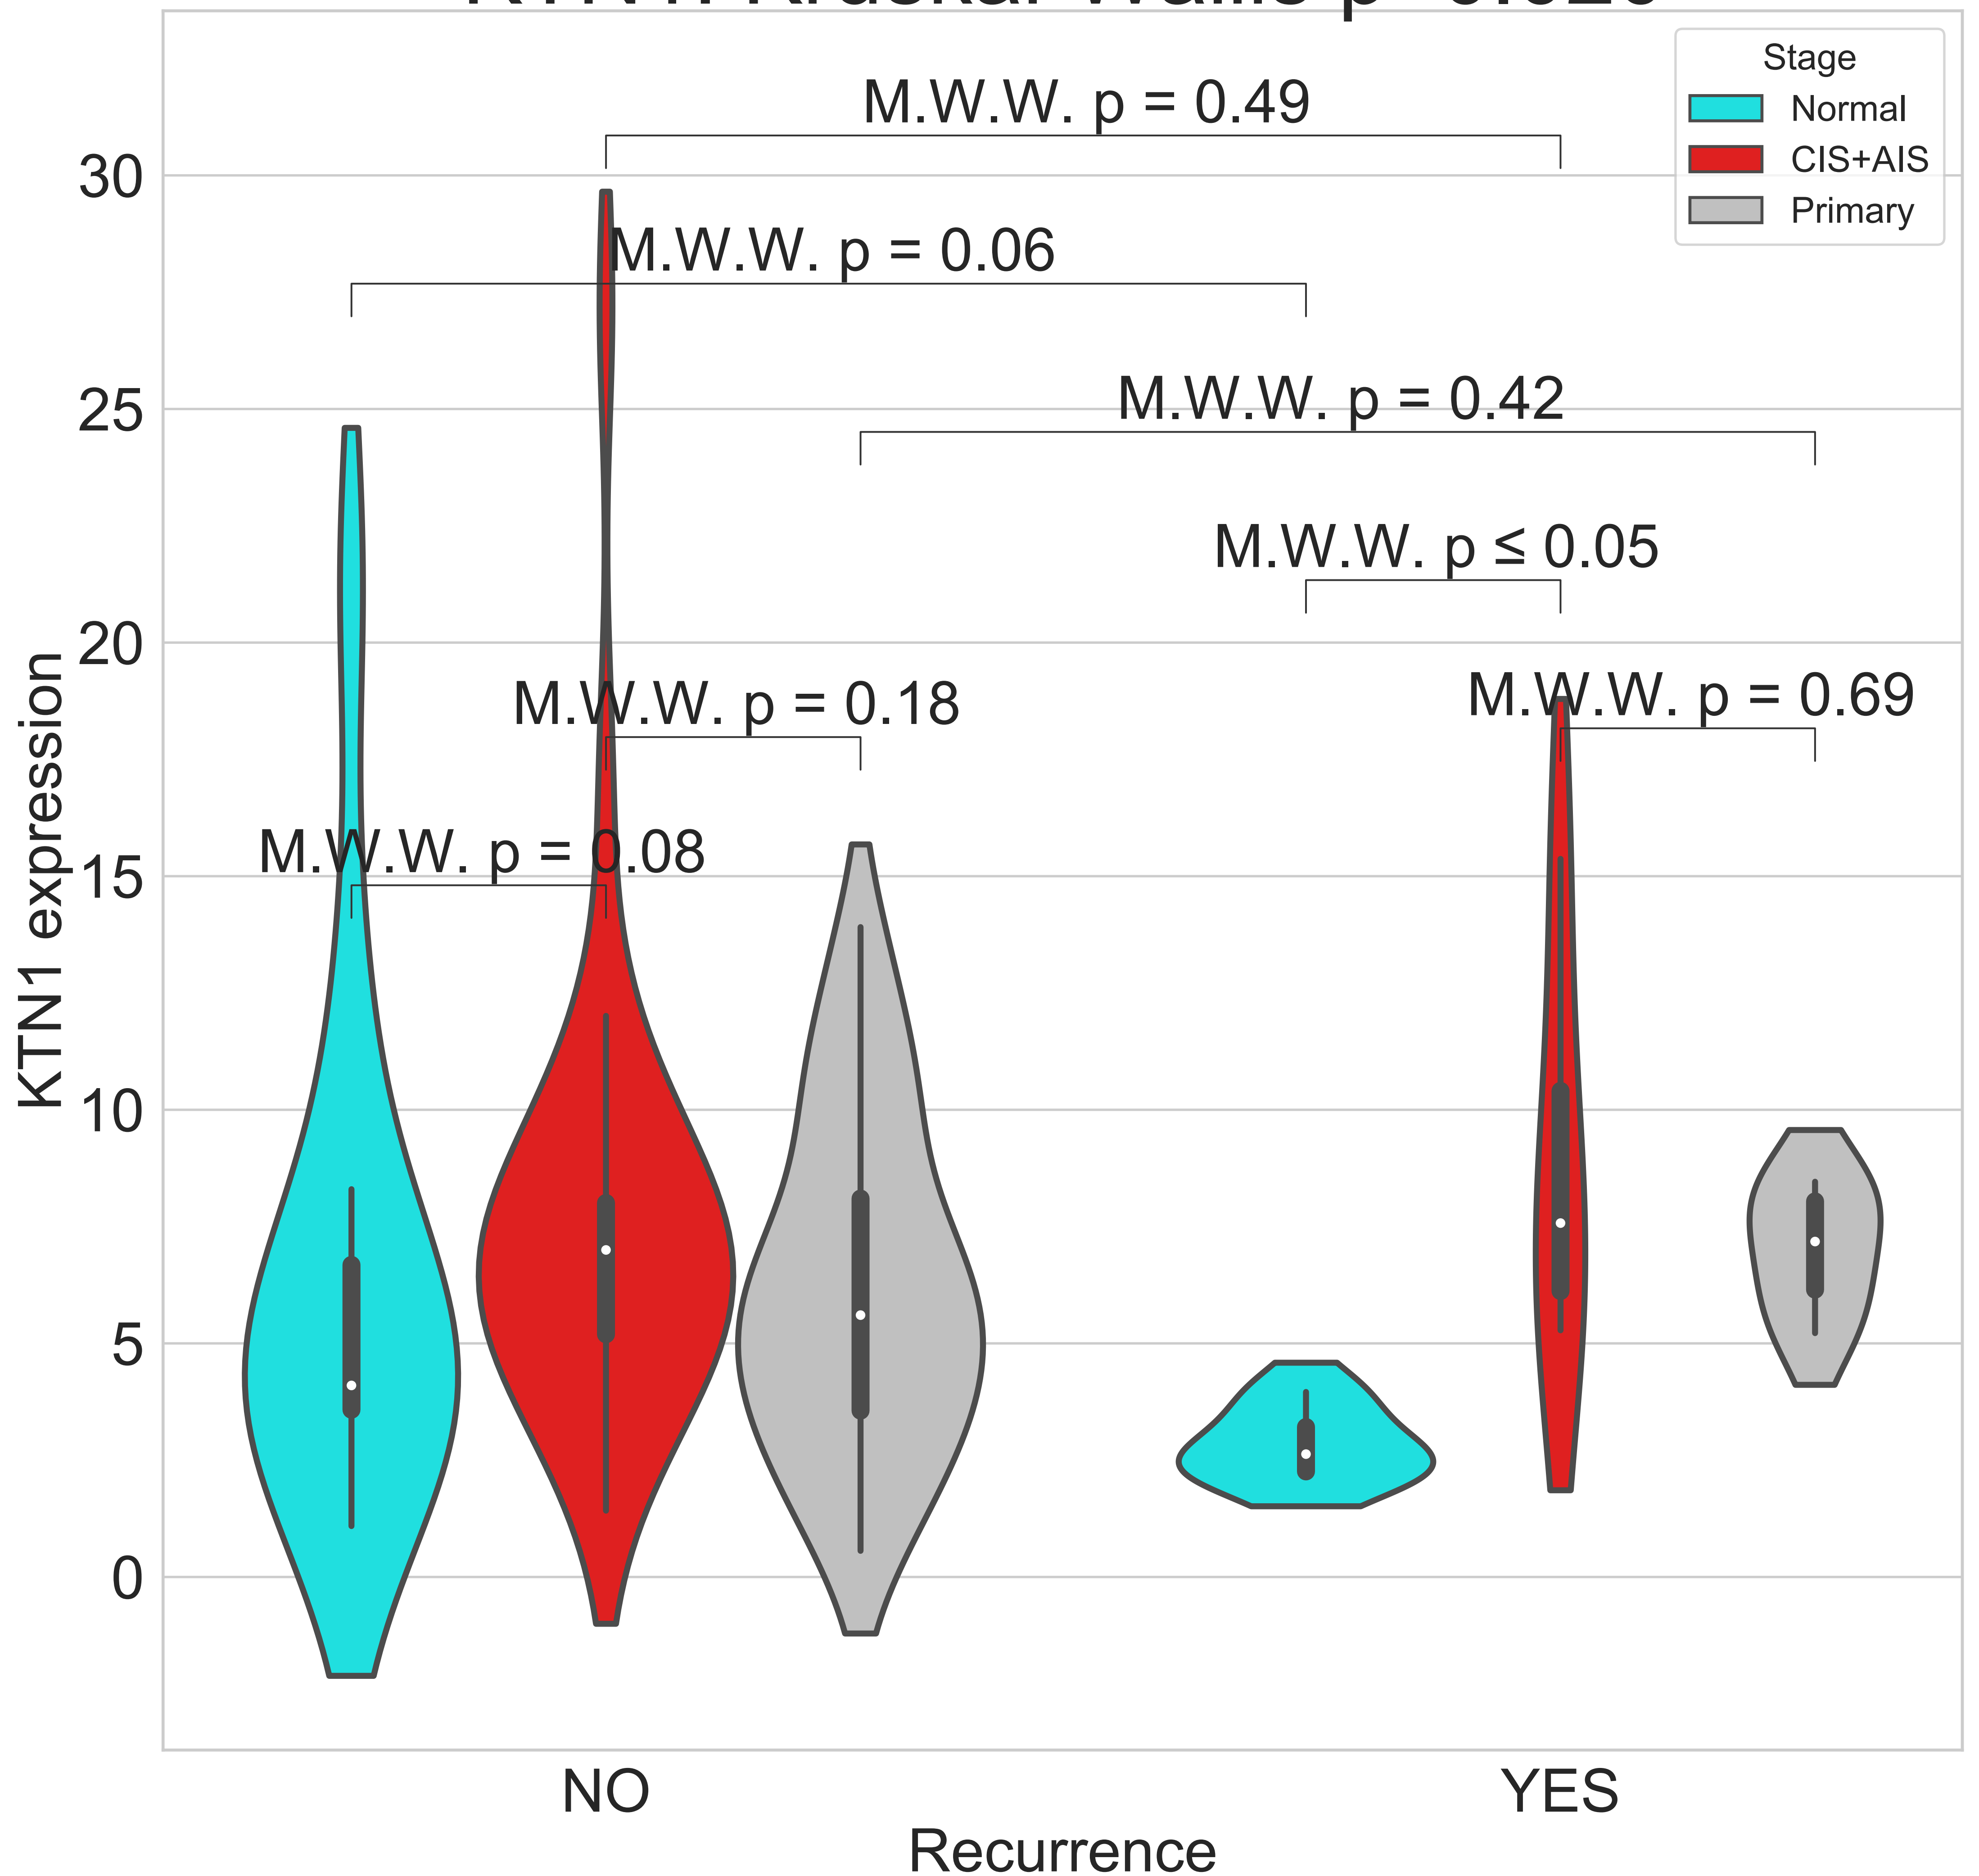 Stage
Normal
CIS+AIS
Primary
M.W.W. p = 0.49
M.W.W. p = 0.06
M.W.W. p = 0.42
M.W.W. p ≤ 0.05
M.W.W. p = 0.18
M.W.W. p = 0.69
M.W.W. p = 0.08
30
25
20
15
10
5
0
KTN1 expression
NO
YES
Recurrence